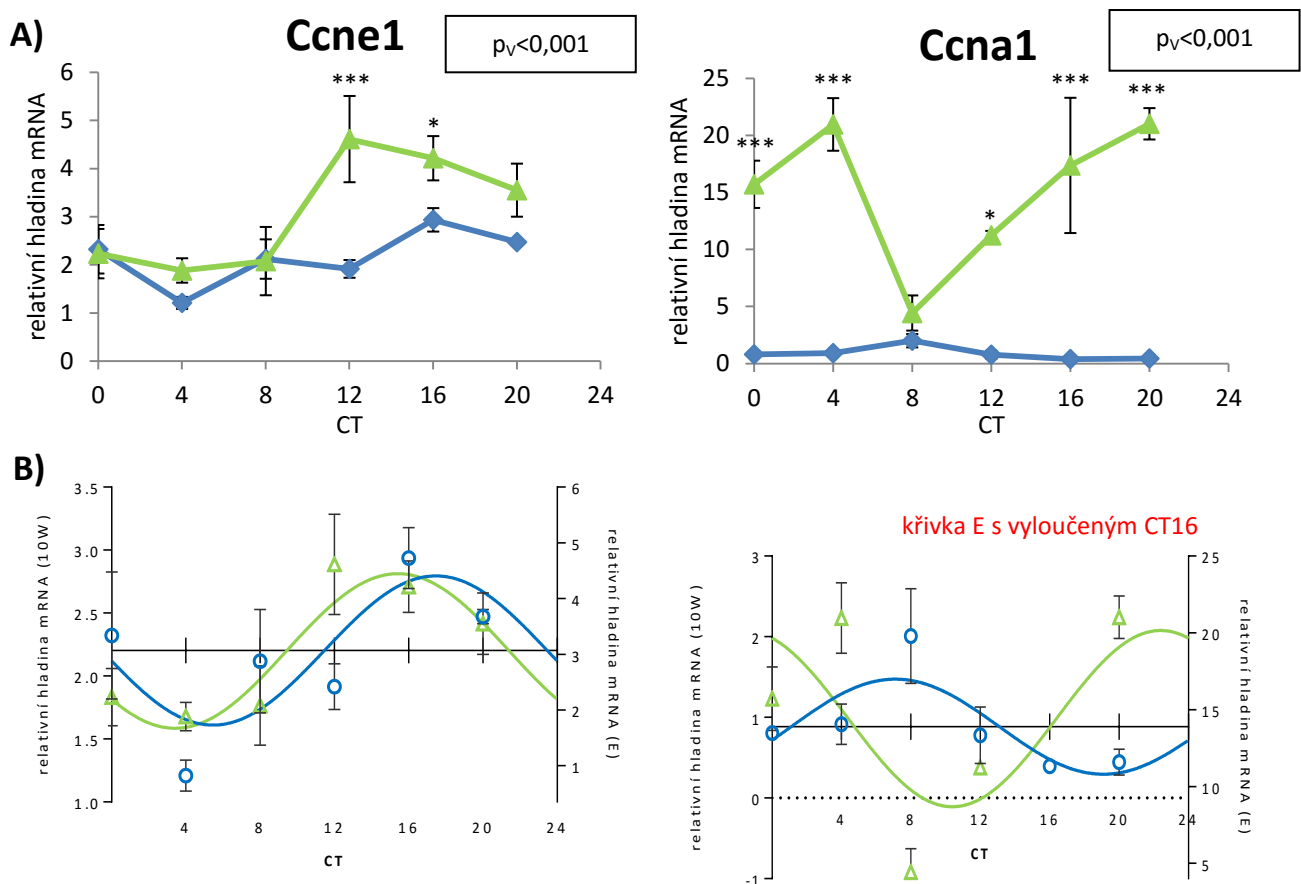 A)
Ccne1
pV<0,001
relativní hladina mRNA
6
5
4
3
2
1
0
***
*
0 4 8 12 16 20 24
CT
Ccna1
pV<0,001
relativní hladina mRNA
25
20
15
10
5
0
***
***
*
***
***
0 4 8 12 16 20 24
CT
B)
relativní hladina mRNA (10W)
3.5
3.0
2.5
2.0
1.5
1.0
6
5
4
3
2
1
relativní hladina mRNA (E)
4 8 12 16 20 24
CT
křivka E s vyloučeným CT16
relativní hladina mRNA (10W)
3
2
1
0
-1
25
20
15
10
5
relativní hladina mRNA (E)
4 8 12 16 20 24
CT